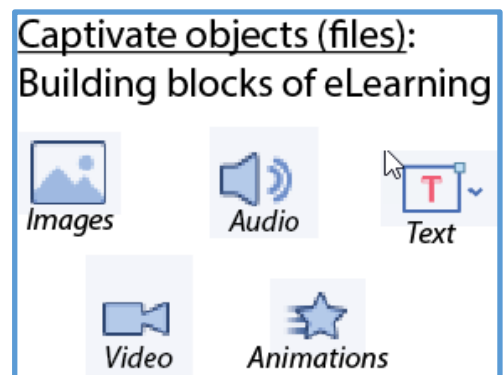 Captivate objects (files):
Building blocks of eLearning
Images
Audio
T
Text
Video
Animations